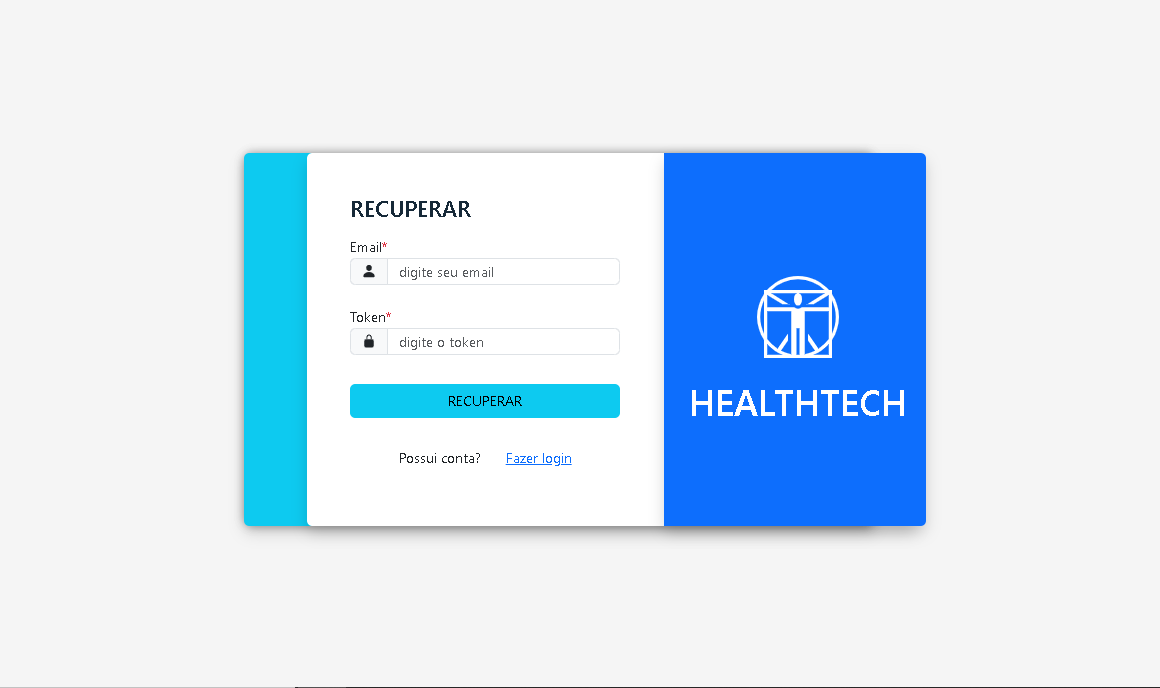 RECUPERAR
Email*
digite seu email
Token*
digite o token
RECUPERAR
Possui conta? Fazer login
HEALTHTECH